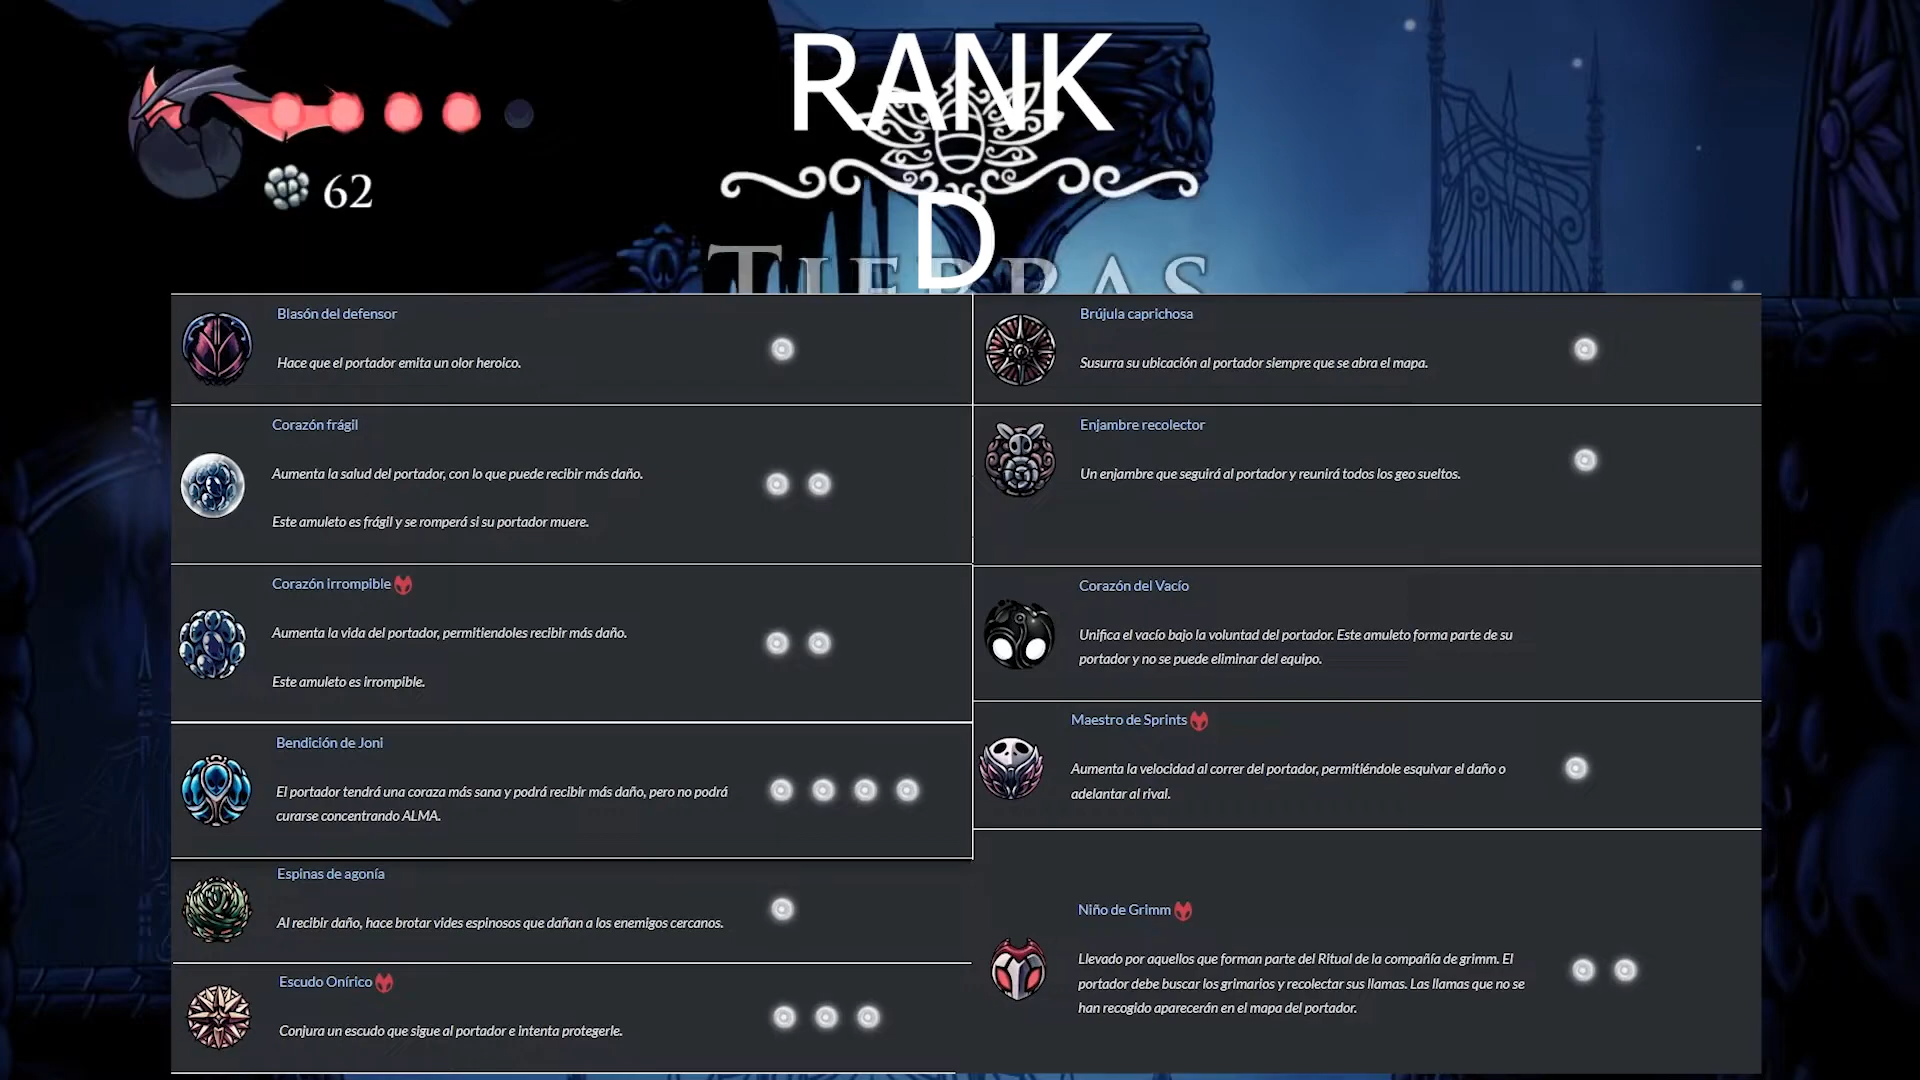 RANK
D
62
TIERRAS
Blasón del defensor
Hace que el portador emita un olor heroico.
Corazón frágil
Aumenta la salud del portador, con lo que puede recibir más daño.
Este amuleto es frágil y se romperá si su portador muere.
Corazón Irrompible
Aumenta la vida del portador, permitiendoles recibir más daño.
Este amuleto es irrompible.
Bendición de Joni
El portador tendrá una coraza más sana y podrá recibir más daño, pero no podrá
curarse concentrando ALMA.
Espinas de agonía
Al recibir daño, hace brotar vides espinosos que dañan a los enemigos cercanos.
Escudo Onírico
Conjura un escudo que sigue al portador e intenta protegerle.
Brújula caprichosa
Susurra su ubicación al portador siempre que se abra el mapa.
Enjambre recolector
Un enjambre que seguirá al portador y reunirá todos los geo sueltos.
Corazón del Vacío
Unifica el vacío bajo la voluntad del portador. Este amuleto forma parte de su
portador y no se puede eliminar del equipo.
Maestro de Sprints
Aumenta la velocidad al correr del portador, permitiéndole esquivar el daño o
adelantar al rival.
Niño de Grimm
Llevado por aquellos que forman parte del Ritual de la compañía de grimm. El
portador debe buscar los grimarios y recolectar sus llamas. Las llamas que no se
han recogido aparecerán en el mapa del portador.